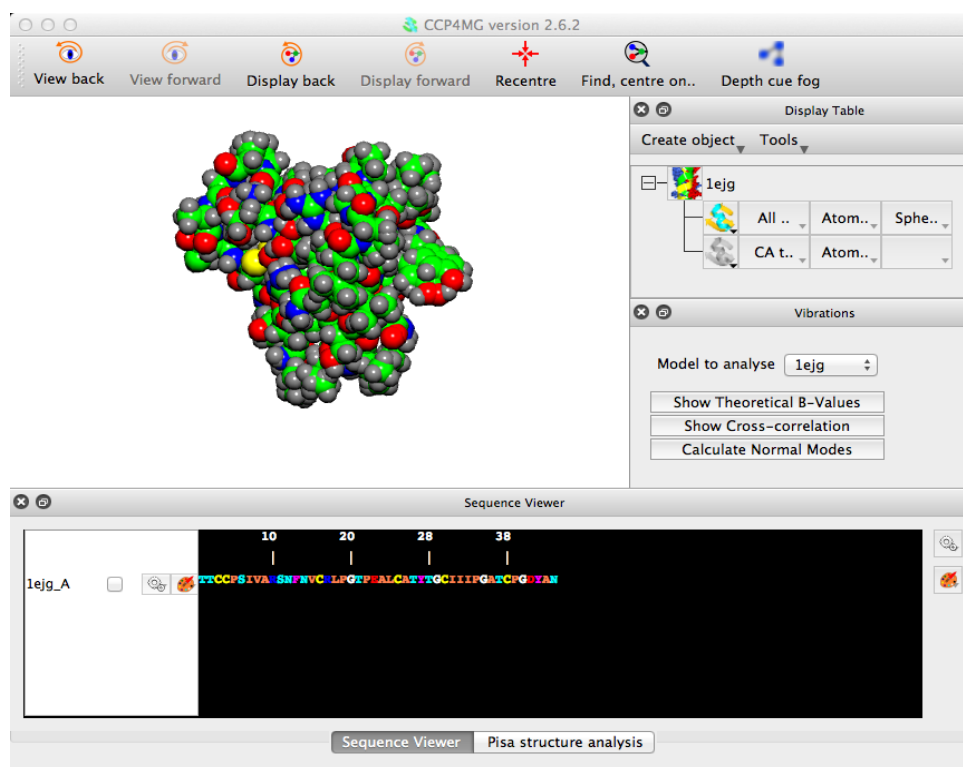 CCP4MG version 2.6.2
View back View forward Display back Display forward Recentre Find, centre on.. Depth cue fog
Display Table
Create object Tools
1ejg
All .. Atom.. Sphe..
CA t.. Atom..
Vibrations
Model to analyse 1ejg
Show Theoretical B-Values
Show Cross-correlation
Calculate Normal Modes
Sequence Viewer
10 20 28 38
1ejg_A TTCCPSIVARSNFNVCRLPGTPEALCATYTGCIIIPGATCPGDYAN
Sequence Viewer Pisa structure analysis